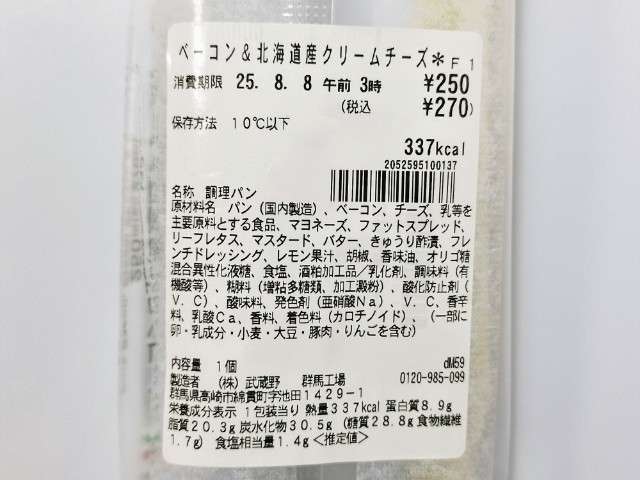 ベーコン＆北海道産クリームチーズ＊Ｆ１
消費期限 25. 8. 8 午前 3時 ¥250
(税込 ¥270)
保存方法 10℃以下
337kcal
2052595100137
名称 調理パン
原材料名 パン（国内製造）、ベーコン、チーズ、乳等を
主要原料とする食品、マヨネーズ、ファットスプレッド、
リーフレタス、マスタード、バター、きゅうり酢漬、フレ
ンチドレッシング、レモン果汁、胡椒、香味油、オリゴ糖
混合異性化液糖、食塩、酒粕加工品／乳化剤、調味料（有
機酸等）、糊料（増粘多糖類、加工澱粉）、酸化防止剤（
Ｖ．Ｃ）、酸味料、発色剤（亜硝酸Ｎａ）、Ｖ．Ｃ、香辛
料、乳酸Ｃａ、香料、着色料（カロチノイド）、（一部に
卵・乳成分・小麦・大豆・豚肉・りんごを含む）
内容量 1個 dM59
製造者 （株）武蔵野 群馬工場 0120-985-099
群馬県高崎市綿貫町字池田1429－1
栄養成分表示 1包装当り 熱量337kcal 蛋白質8.9g
脂質20.3g 炭水化物30.5g （糖質28.8g 食物繊維
1.7g） 食塩相当量1.4g＜推定値＞